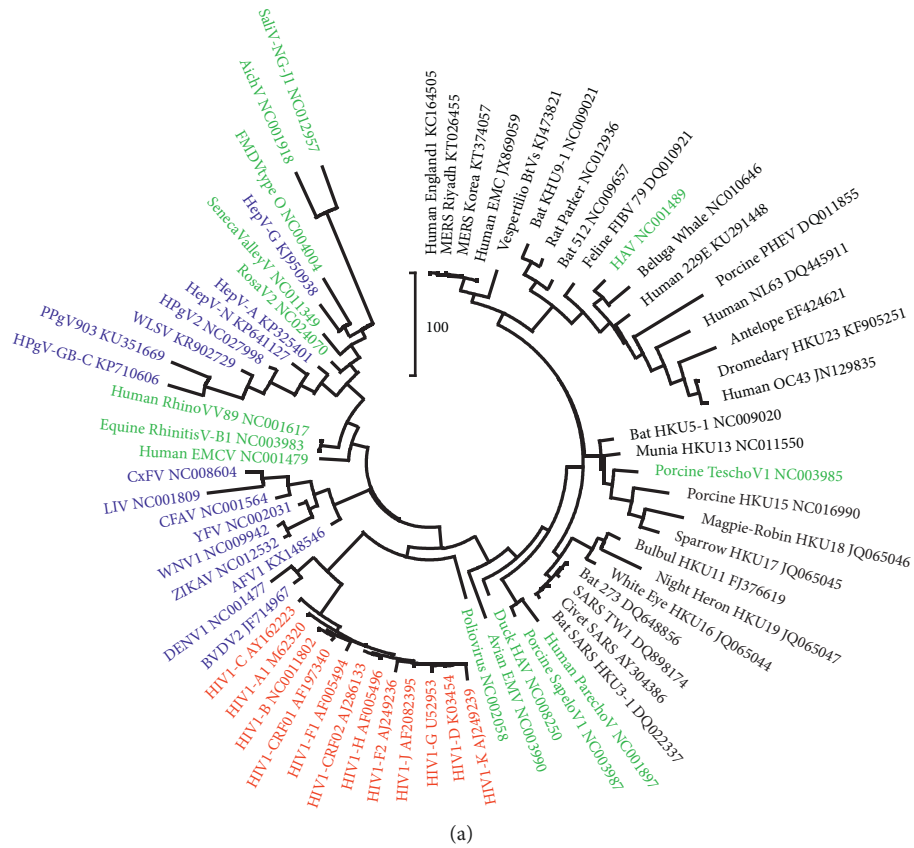 SaliV-NG-J1 NC012957
AichV NC001918
FMDVtype O NC004004
HepV-G KJ950938
SenecaValleyV NC011349
RosaV2 NC024070
HepV-A KP325401
HepV-N KP641127
HPgV2 NC027998
WLSV KR902729
PPgV903 KU351669
HPgV-GB-C KP710606
Human RhinoVV89 NC001617
Equine RhinitisV-B1 NC003983
Human EMCV NC001479
CxFV NC008604
LIV NC001809
CFAV NC001564
YFV NC002031
WNV1 NC009942
ZIKAV NC012532
AFV1 KX148546
DENV1 NC001477
BVDV2 JF714967
HIV1-C AY162223
HIV1-A1 M62320
HIV1-B NC0011802
HIV1-CRF01 AF197340
HIV1-F1 AF005494
HIV1-CRF02 AJ286133
HIV1-H AF005496
HIV1-F2 AJ249236
HIV1-J AF2082395
HIV1-G U52953
HIV1-D K03454
HIV1-K AJ249239
Poliovirus NC002058
Avian EMV NC003990
Duck HAV NC008250
Porcine SapeloV1 NC003987
Human ParechoV NC001897
Bat SARS HKU3-1 DQ022337
Civet SARS AY304386
SARS TW1 DQ898174
Bat 273 DQ648856
White Eye HKU16 JQ065044
Night Heron HKU19 JQ065047
Bulbul HKU11 FJ376619
Sparrow HKU17 JQ065045
Magpie-Robin HKU18 JQ065046
Porcine HKU15 NC016990
Porcine TeschoV1 NC003985
Munia HKU13 NC011550
Bat HKU5-1 NC009020
Human OC43 JN129835
Dromedary HKU23 KF905251
Antelope EF424621
Human NL63 DQ445911
Porcine PHEV DQ011855
Human 229E KU291448
Beluga Whale NC010646
HAV NC001489
Feline FIBV 79 DQ010921
Bat 512 NC009657
Rat Parker NC012936
Bat KHU9-1 NC009021
Vespertilio BtVs KJ473821
Human EMC JX869059
MERS Korea KT374057
MERS Riyadh KT026455
Human England1 KC164505
100
(a)